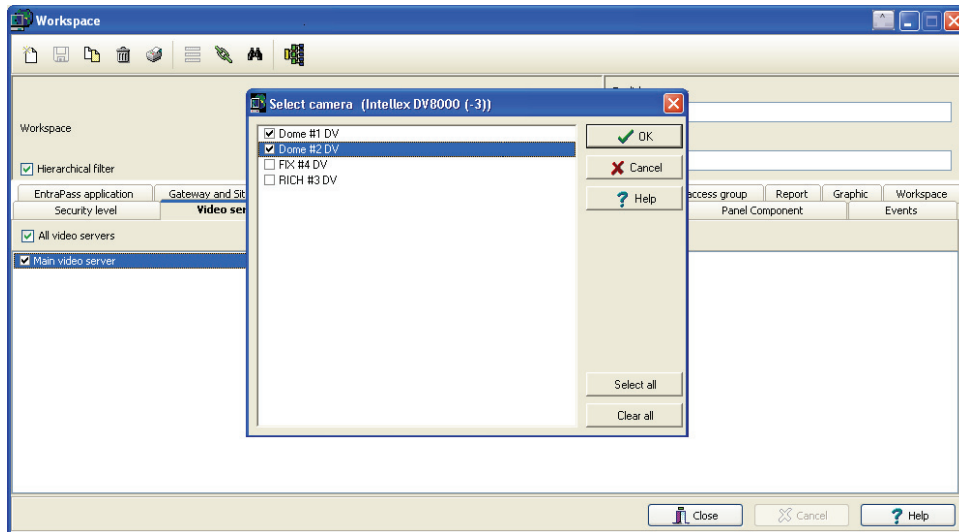 Workspace
Select camera (Intellex DV8000 (-3))
Workspace
Hierarchical filter
Dome #1 DV
Dome #2 DV
FIX #4 DV
RICH #3 DV
OK
Cancel
Help
Select all
Clear all
EntraPass application
Gateway and Sit
access group
Report
Graphic
Workspace
Security level
Video ser
Panel Component
Events
All video servers
Main video server
Close
Cancel
Help